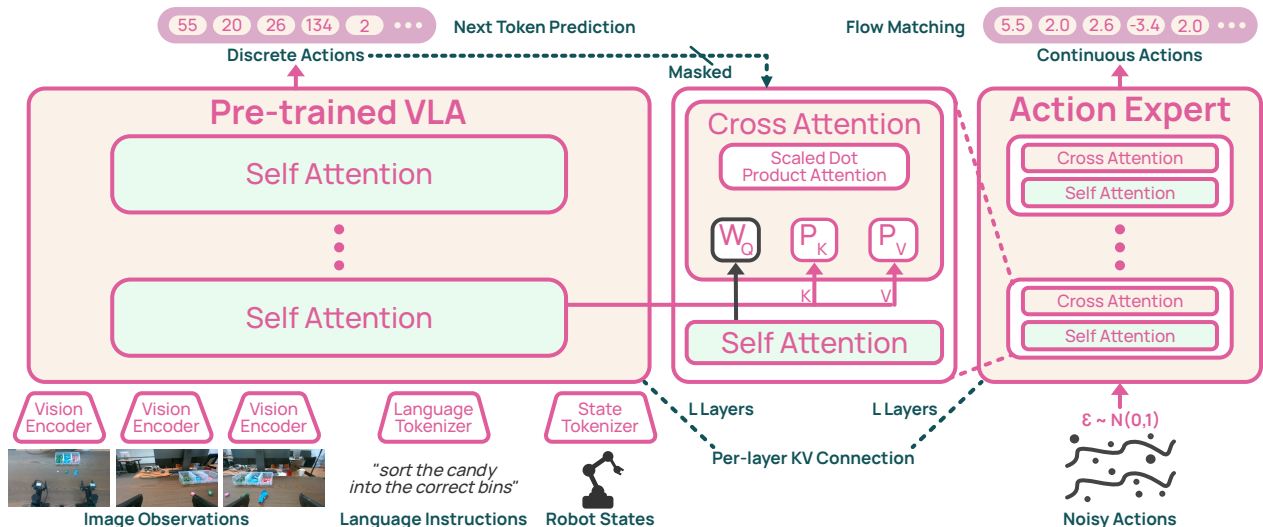 55 20 26 134 2 •••
Next Token Prediction
Flow Matching
5.5 2.0 2.6 -3.4 2.0 •••
Discrete Actions
Masked
Continuous Actions
Pre-trained VLA
Self Attention
Self Attention
Cross Attention
Scaled Dot
Product Attention
W_Q P_K P_V
K V
Self Attention
Action Expert
Cross Attention
Self Attention
Cross Attention
Self Attention
L Layers
L Layers
Per-layer KV Connection
Vision
Encoder
Vision
Encoder
Vision
Encoder
Language
Tokenizer
State
Tokenizer
"sort the candy
into the correct bins"
Image Observations
Language Instructions
Robot States
ε ~ N(0,1)
Noisy Actions